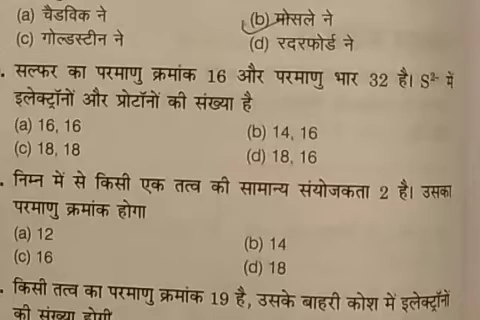 (a) चैडविक ने (b) मोसले ने
(c) गोल्डस्टीन ने (d) रदरफोर्ड ने
. सल्फर का परमाणु क्रमांक 16 और परमाणु भार 32 है। S²⁻ में
इलेक्ट्रॉनों और प्रोटॉनों की संख्या है
(a) 16, 16 (b) 14, 16
(c) 18, 18 (d) 18, 16
. निम्न में से किसी एक तत्व की सामान्य संयोजकता 2 है। उसका
परमाणु क्रमांक होगा
(a) 12 (b) 14
(c) 16 (d) 18
. किसी तत्व का परमाणु क्रमांक 19 है, उसके बाहरी कोश में इलेक्ट्रॉनों
की संख्या होगी